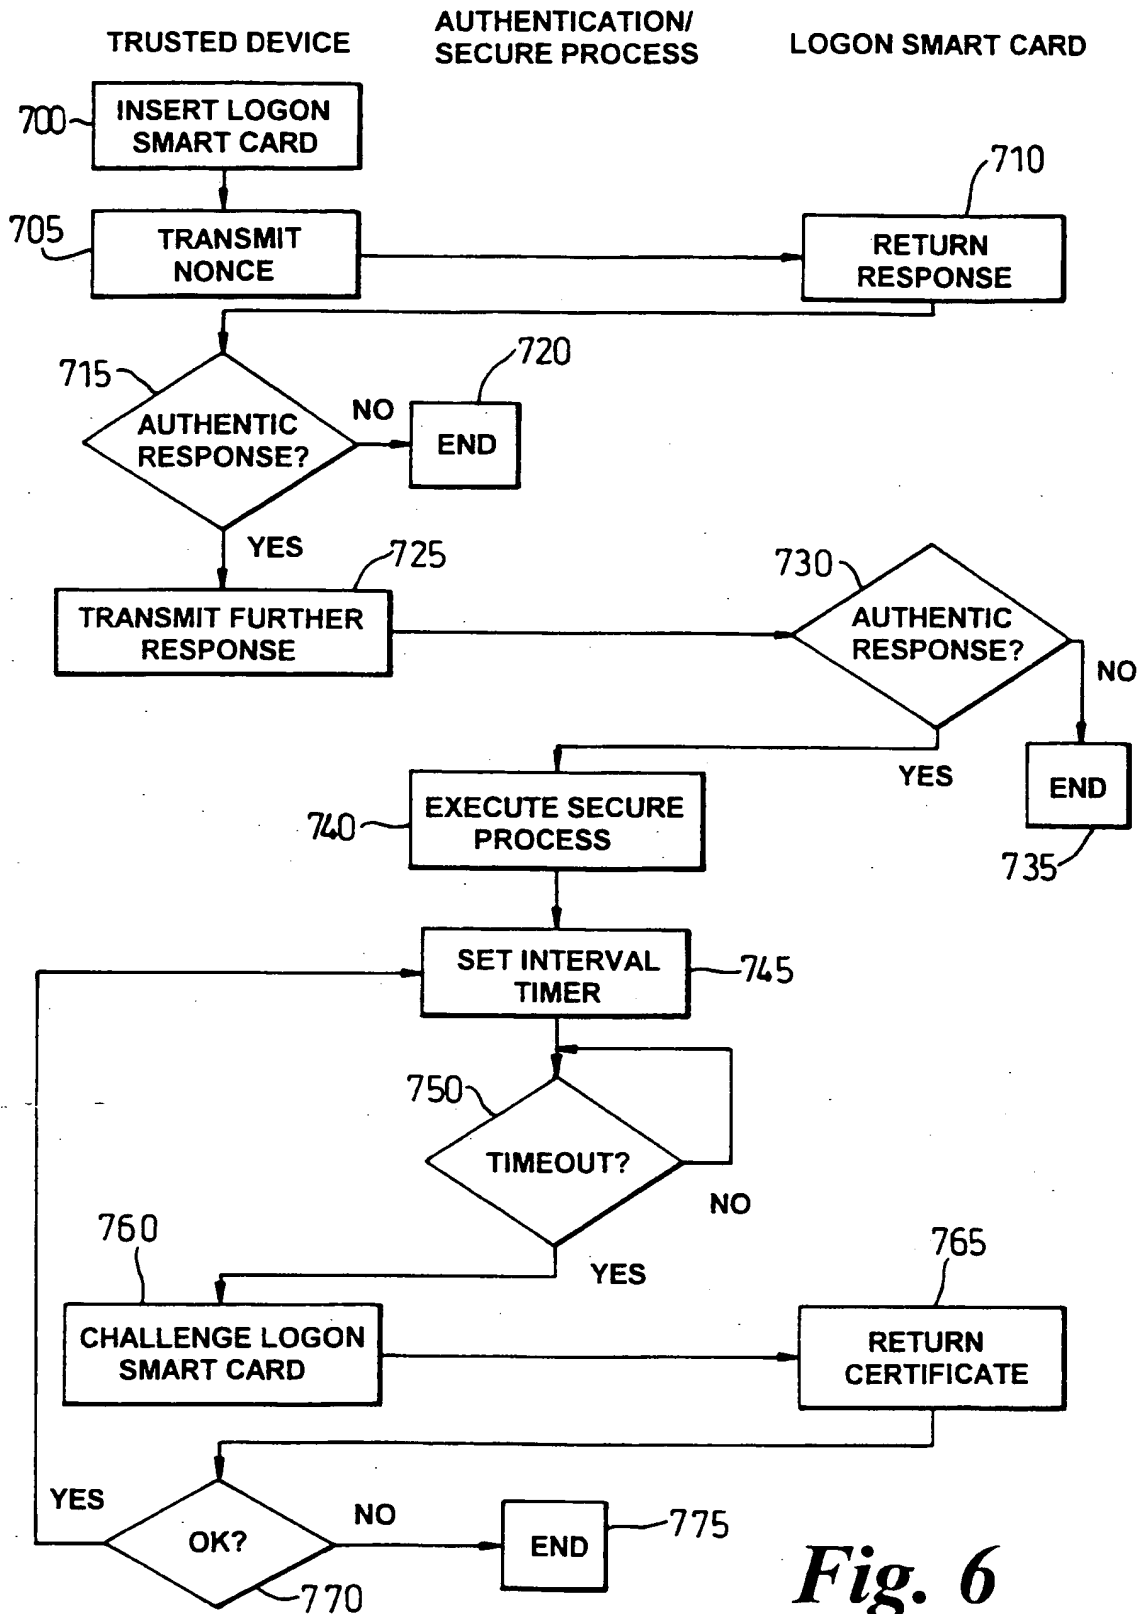 TRUSTED DEVICE
AUTHENTICATION/
SECURE PROCESS
LOGON SMART CARD
700
INSERT LOGON
SMART CARD
710
705
TRANSMIT
NONCE
RETURN
RESPONSE
715
AUTHENTIC
RESPONSE?
NO
720
END
YES
725
TRANSMIT FURTHER
RESPONSE
730
AUTHENTIC
RESPONSE?
NO
YES
END
735
740
EXECUTE SECURE
PROCESS
SET INTERVAL
TIMER
745
750
TIMEOUT?
NO
YES
760
CHALLENGE LOGON
SMART CARD
765
RETURN
CERTIFICATE
YES
OK?
NO
END
775
770
Fig. 6